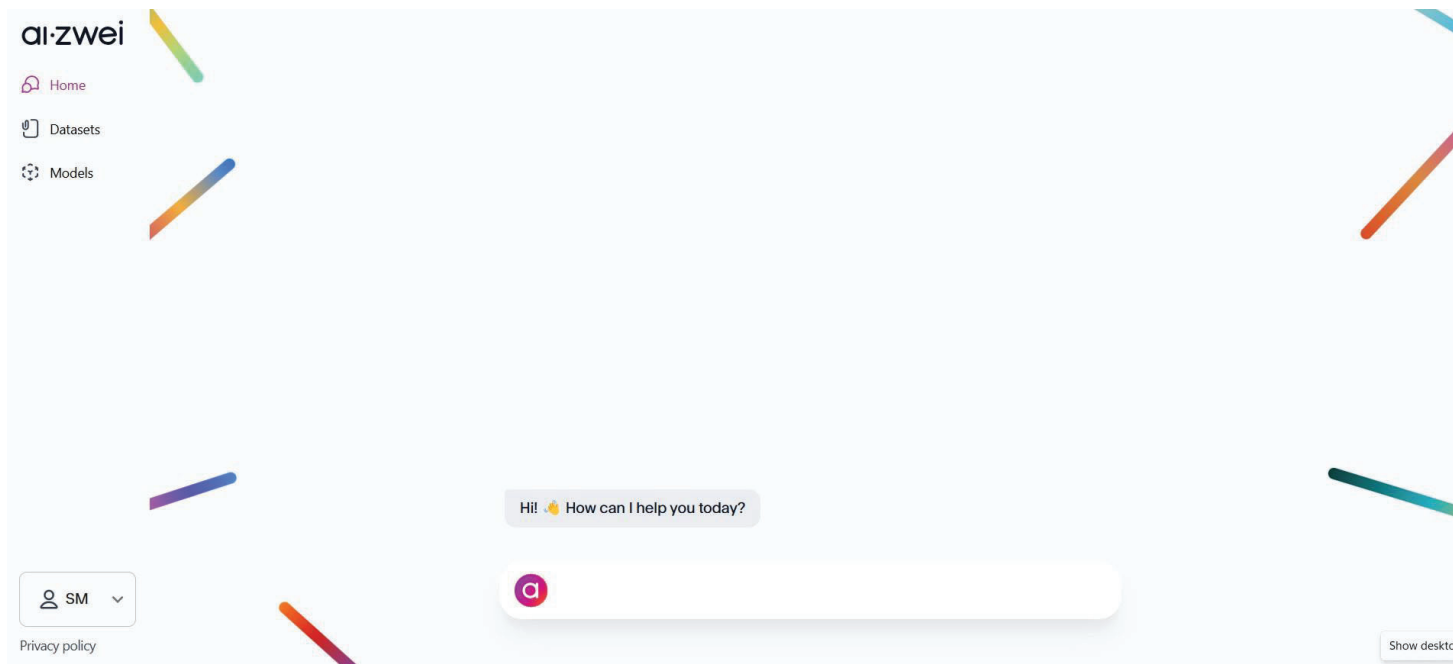 ai·zwei
Home
Datasets
Models
Hi! 👋 How can I help you today?
a
SM
Privacy policy